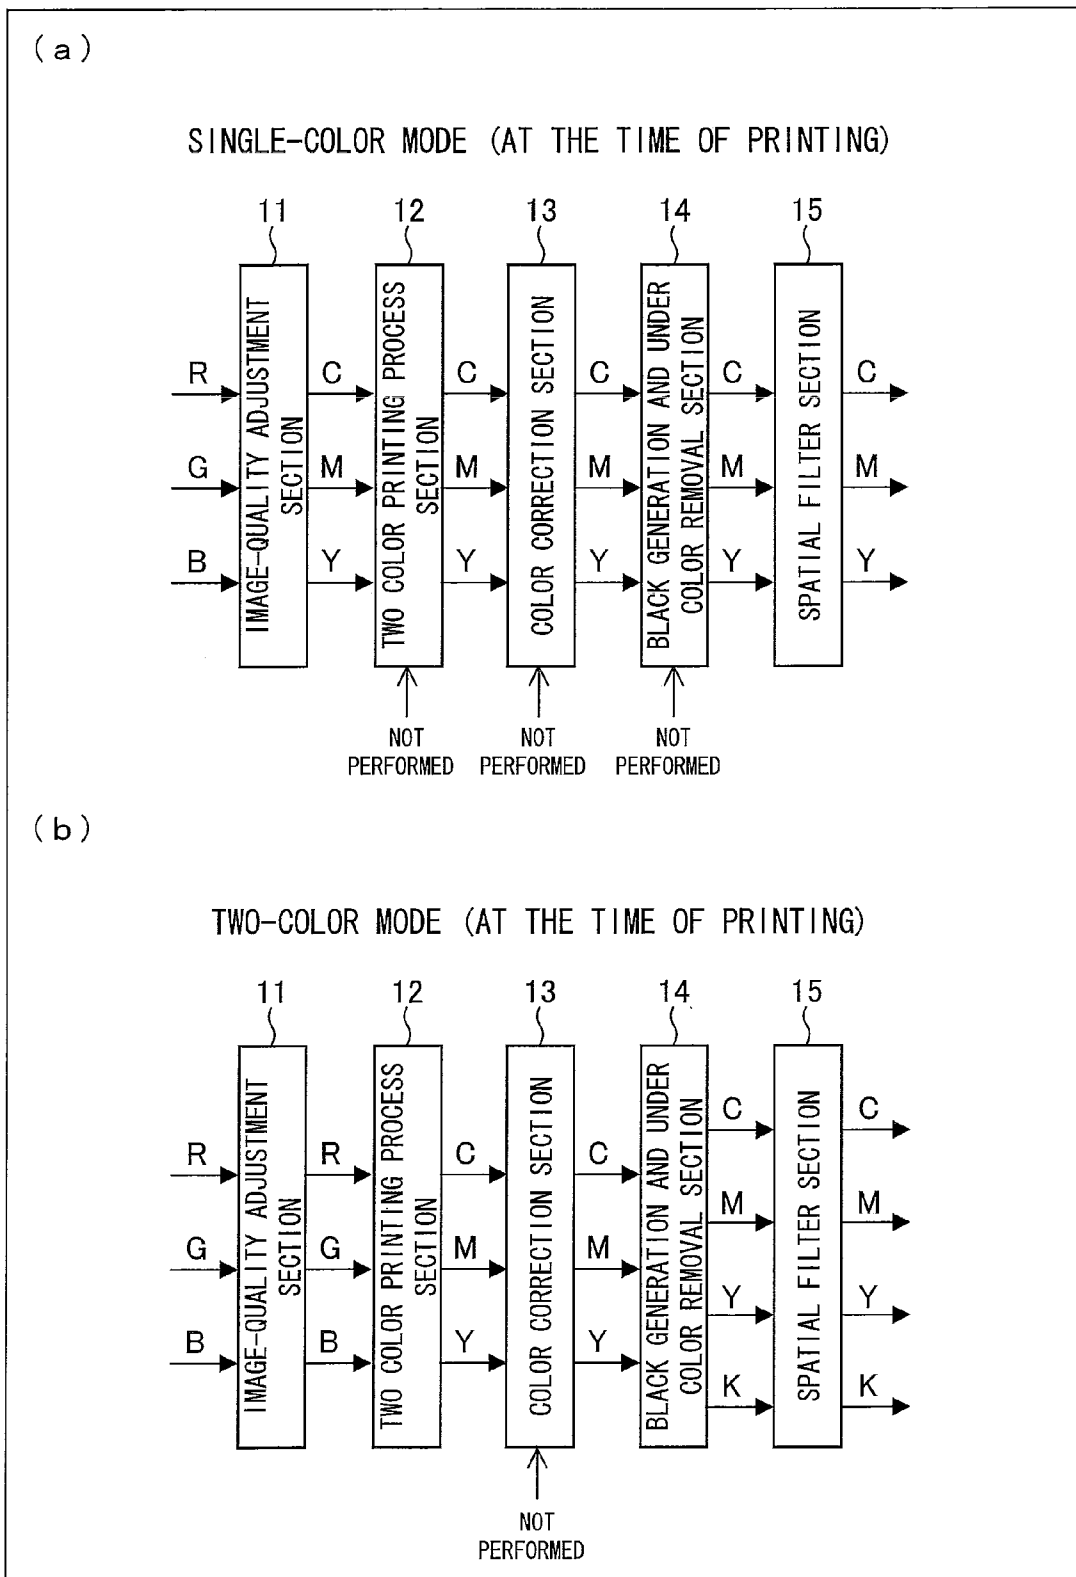 (a)
SINGLE-COLOR MODE (AT THE TIME OF PRINTING)
11 12 13 14 15
IMAGE-QUALITY ADJUSTMENT
SECTION
TWO COLOR PRINTING PROCESS
SECTION
COLOR CORRECTION SECTION
BLACK GENERATION AND UNDER
COLOR REMOVAL SECTION
SPATIAL FILTER SECTION
R C C C C C
G M M M M M
B Y Y Y Y Y
NOT
PERFORMED
NOT
PERFORMED
NOT
PERFORMED
(b)
TWO-COLOR MODE (AT THE TIME OF PRINTING)
11 12 13 14 15
IMAGE-QUALITY ADJUSTMENT
SECTION
TWO COLOR PRINTING PROCESS
SECTION
COLOR CORRECTION SECTION
BLACK GENERATION AND UNDER
COLOR REMOVAL SECTION
SPATIAL FILTER SECTION
R R C C
G G M M
B B Y Y
C C
M M
Y Y
K K
NOT
PERFORMED